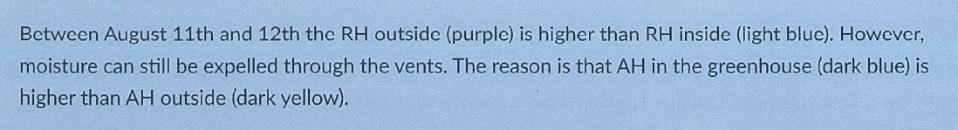 Between August 11th and 12th the RH outside (purple) is higher than RH inside (light blue). However,
moisture can still be expelled through the vents. The reason is that AH in the greenhouse (dark blue) is
higher than AH outside (dark yellow).